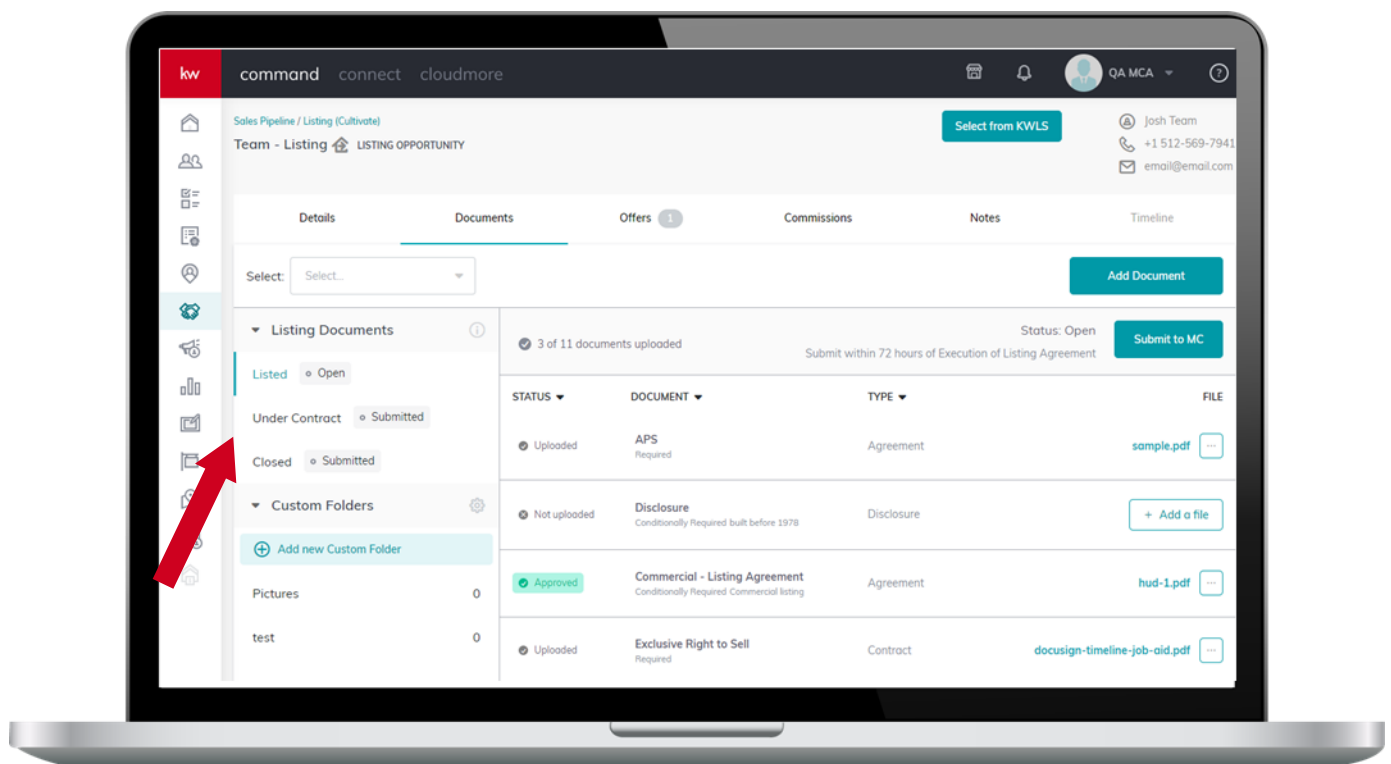 kw command connect cloudmore QA MCA
Sales Pipeline / Listing (Cultivate)
Team - Listing LISTING OPPORTUNITY
Select from KWLS
Josh Team
+1 512-569-7941
email@email.com
Details Documents Offers 1 Commissions Notes Timeline
Select: Select... Add Document
Listing Documents
Listed Open
Under Contract Submitted
Closed Submitted
Custom Folders
Add new Custom Folder
Pictures 0
test 0
3 of 11 documents uploaded
Status: Open
Submit within 72 hours of Execution of Listing Agreement
Submit to MC
STATUS DOCUMENT TYPE FILE
Uploaded APS Agreement sample.pdf ...
Required
Not uploaded Disclosure Disclosure + Add a file
Conditionally Required built before 1978
Approved Commercial - Listing Agreement Agreement hud-1.pdf ...
Conditionally Required Commercial listing
Uploaded Exclusive Right to Sell Contract docusign-timeline-job-aid.pdf ...
Required